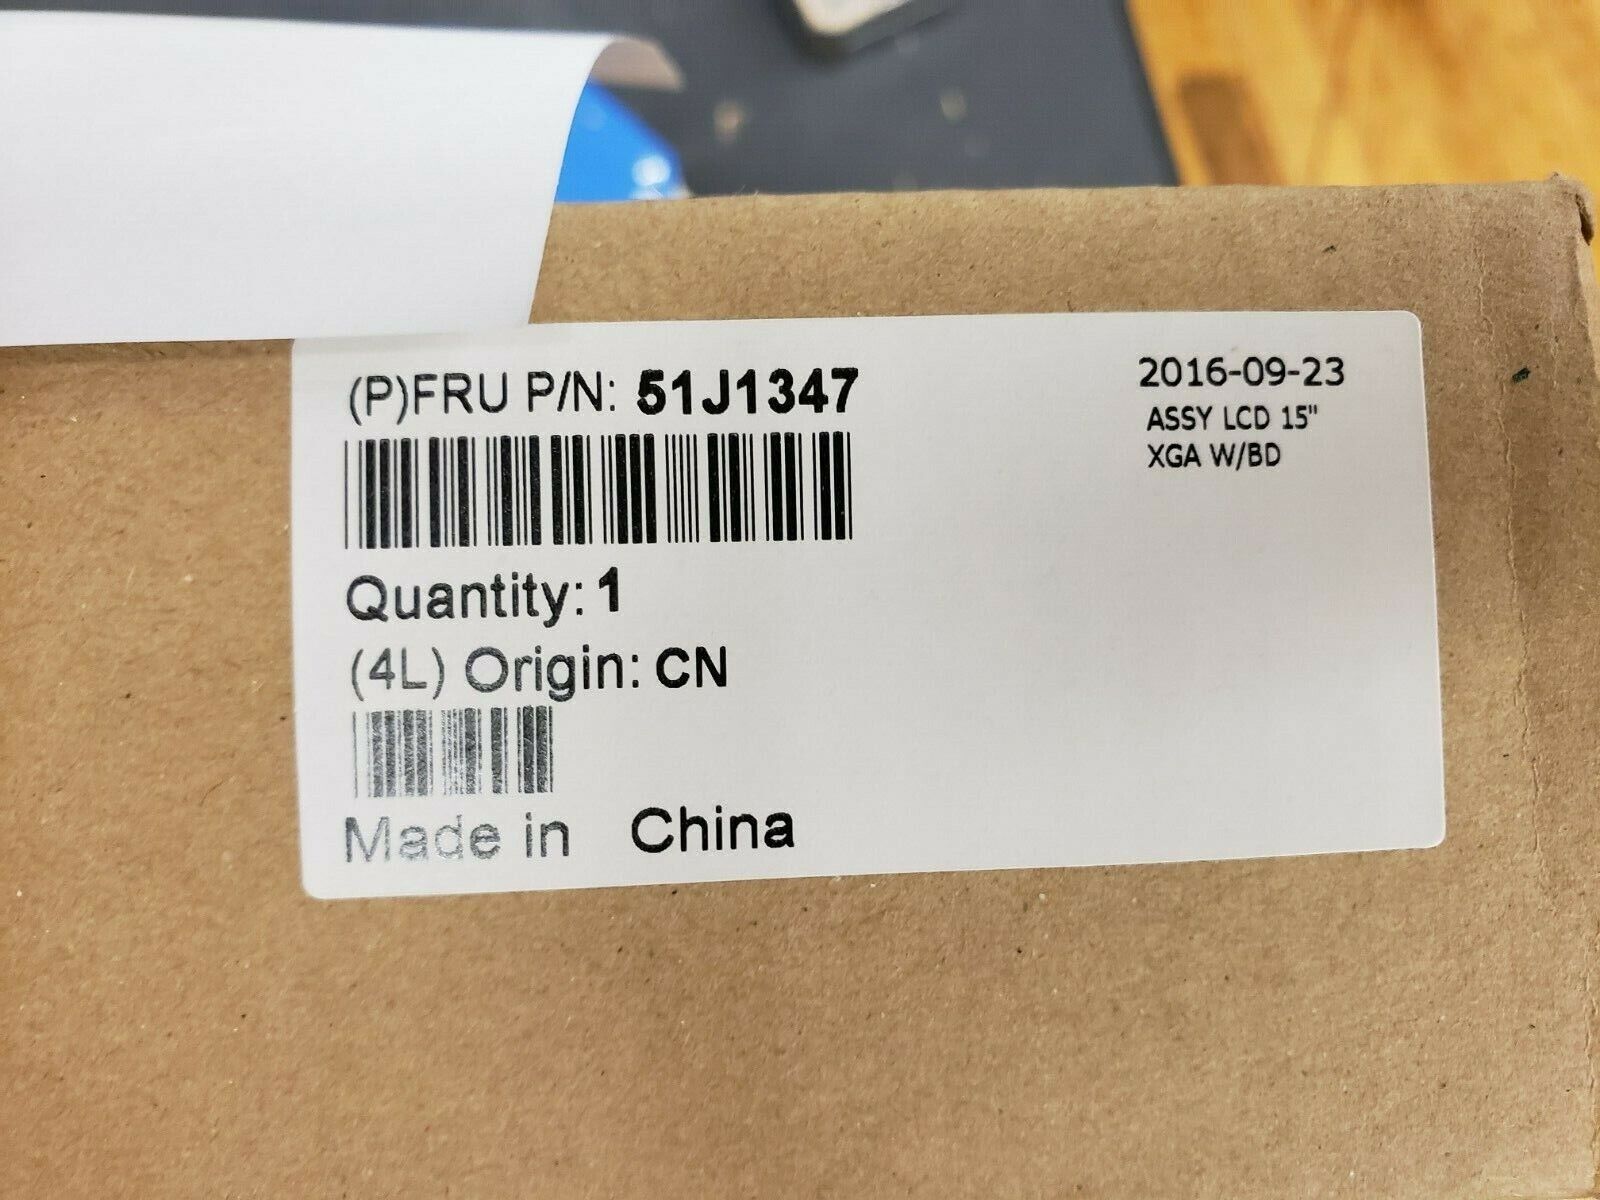 (P)FRU P/N: 51J1347
2016-09-23
ASSY LCD 15"
XGA W/BD
Quantity: 1
(4L) Origin: CN
Made in China